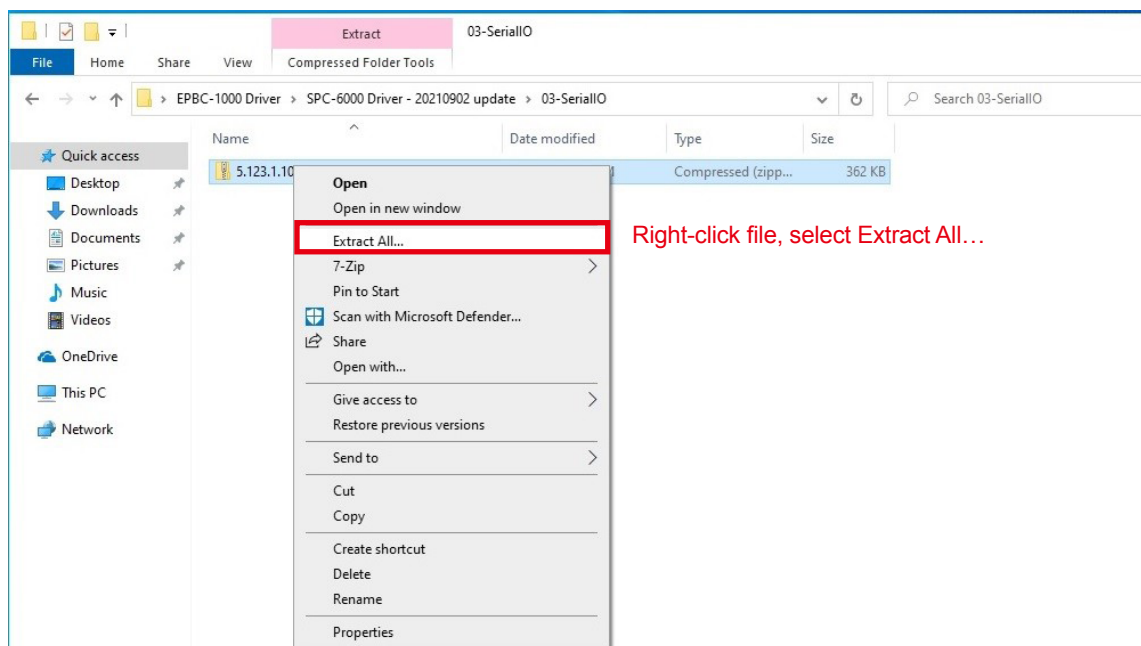 Extract
03-SerialIO
File
Home
Share
View
Compressed Folder Tools
EPBC-1000 Driver > SPC-6000 Driver - 20210902 update > 03-SerialIO
Search 03-SerialIO
Name
Date modified
Type
Size
Quick access
Desktop
Downloads
Documents
Pictures
Music
Videos
OneDrive
This PC
Network
5.123.1.10
Compressed (zipp...
362 KB
Open
Open in new window
Extract All...
7-Zip
Pin to Start
Scan with Microsoft Defender...
Share
Open with...
Give access to
Restore previous versions
Send to
Cut
Copy
Create shortcut
Delete
Rename
Properties
Right-click file, select Extract All…